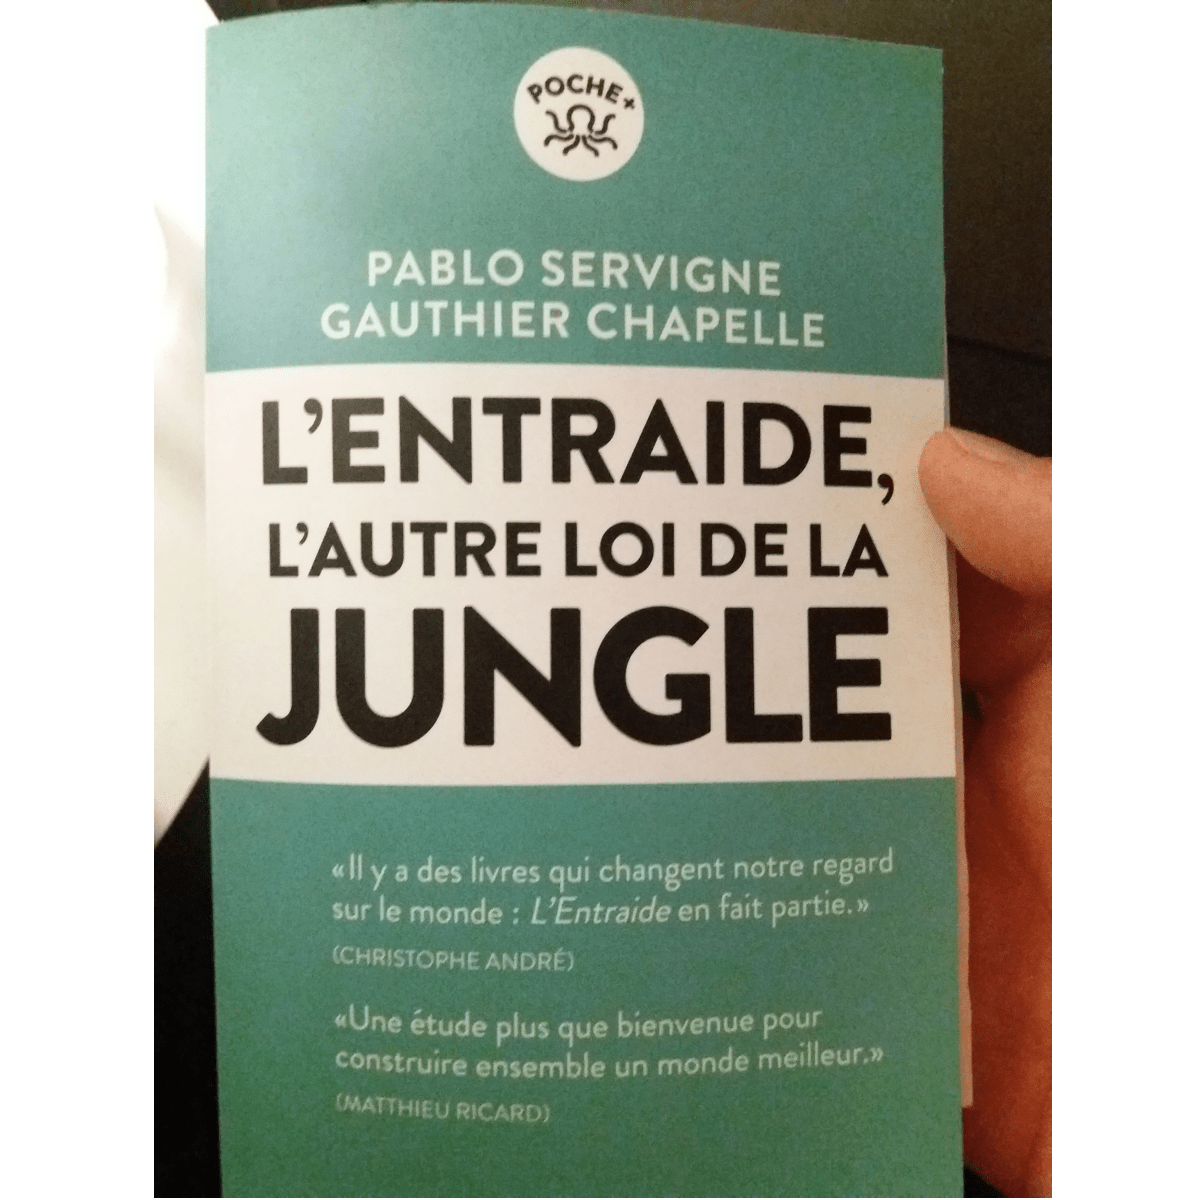 POCHE+
PABLO SERVIGNE
GAUTHIER CHAPELLE
L'ENTRAIDE,
L'AUTRE LOI DE LA
JUNGLE
«Il y a des livres qui changent notre regard
sur le monde : L'Entraide en fait partie.»
(CHRISTOPHE ANDRÉ)
«Une étude plus que bienvenue pour
construire ensemble un monde meilleur.»
(MATTHIEU RICARD)